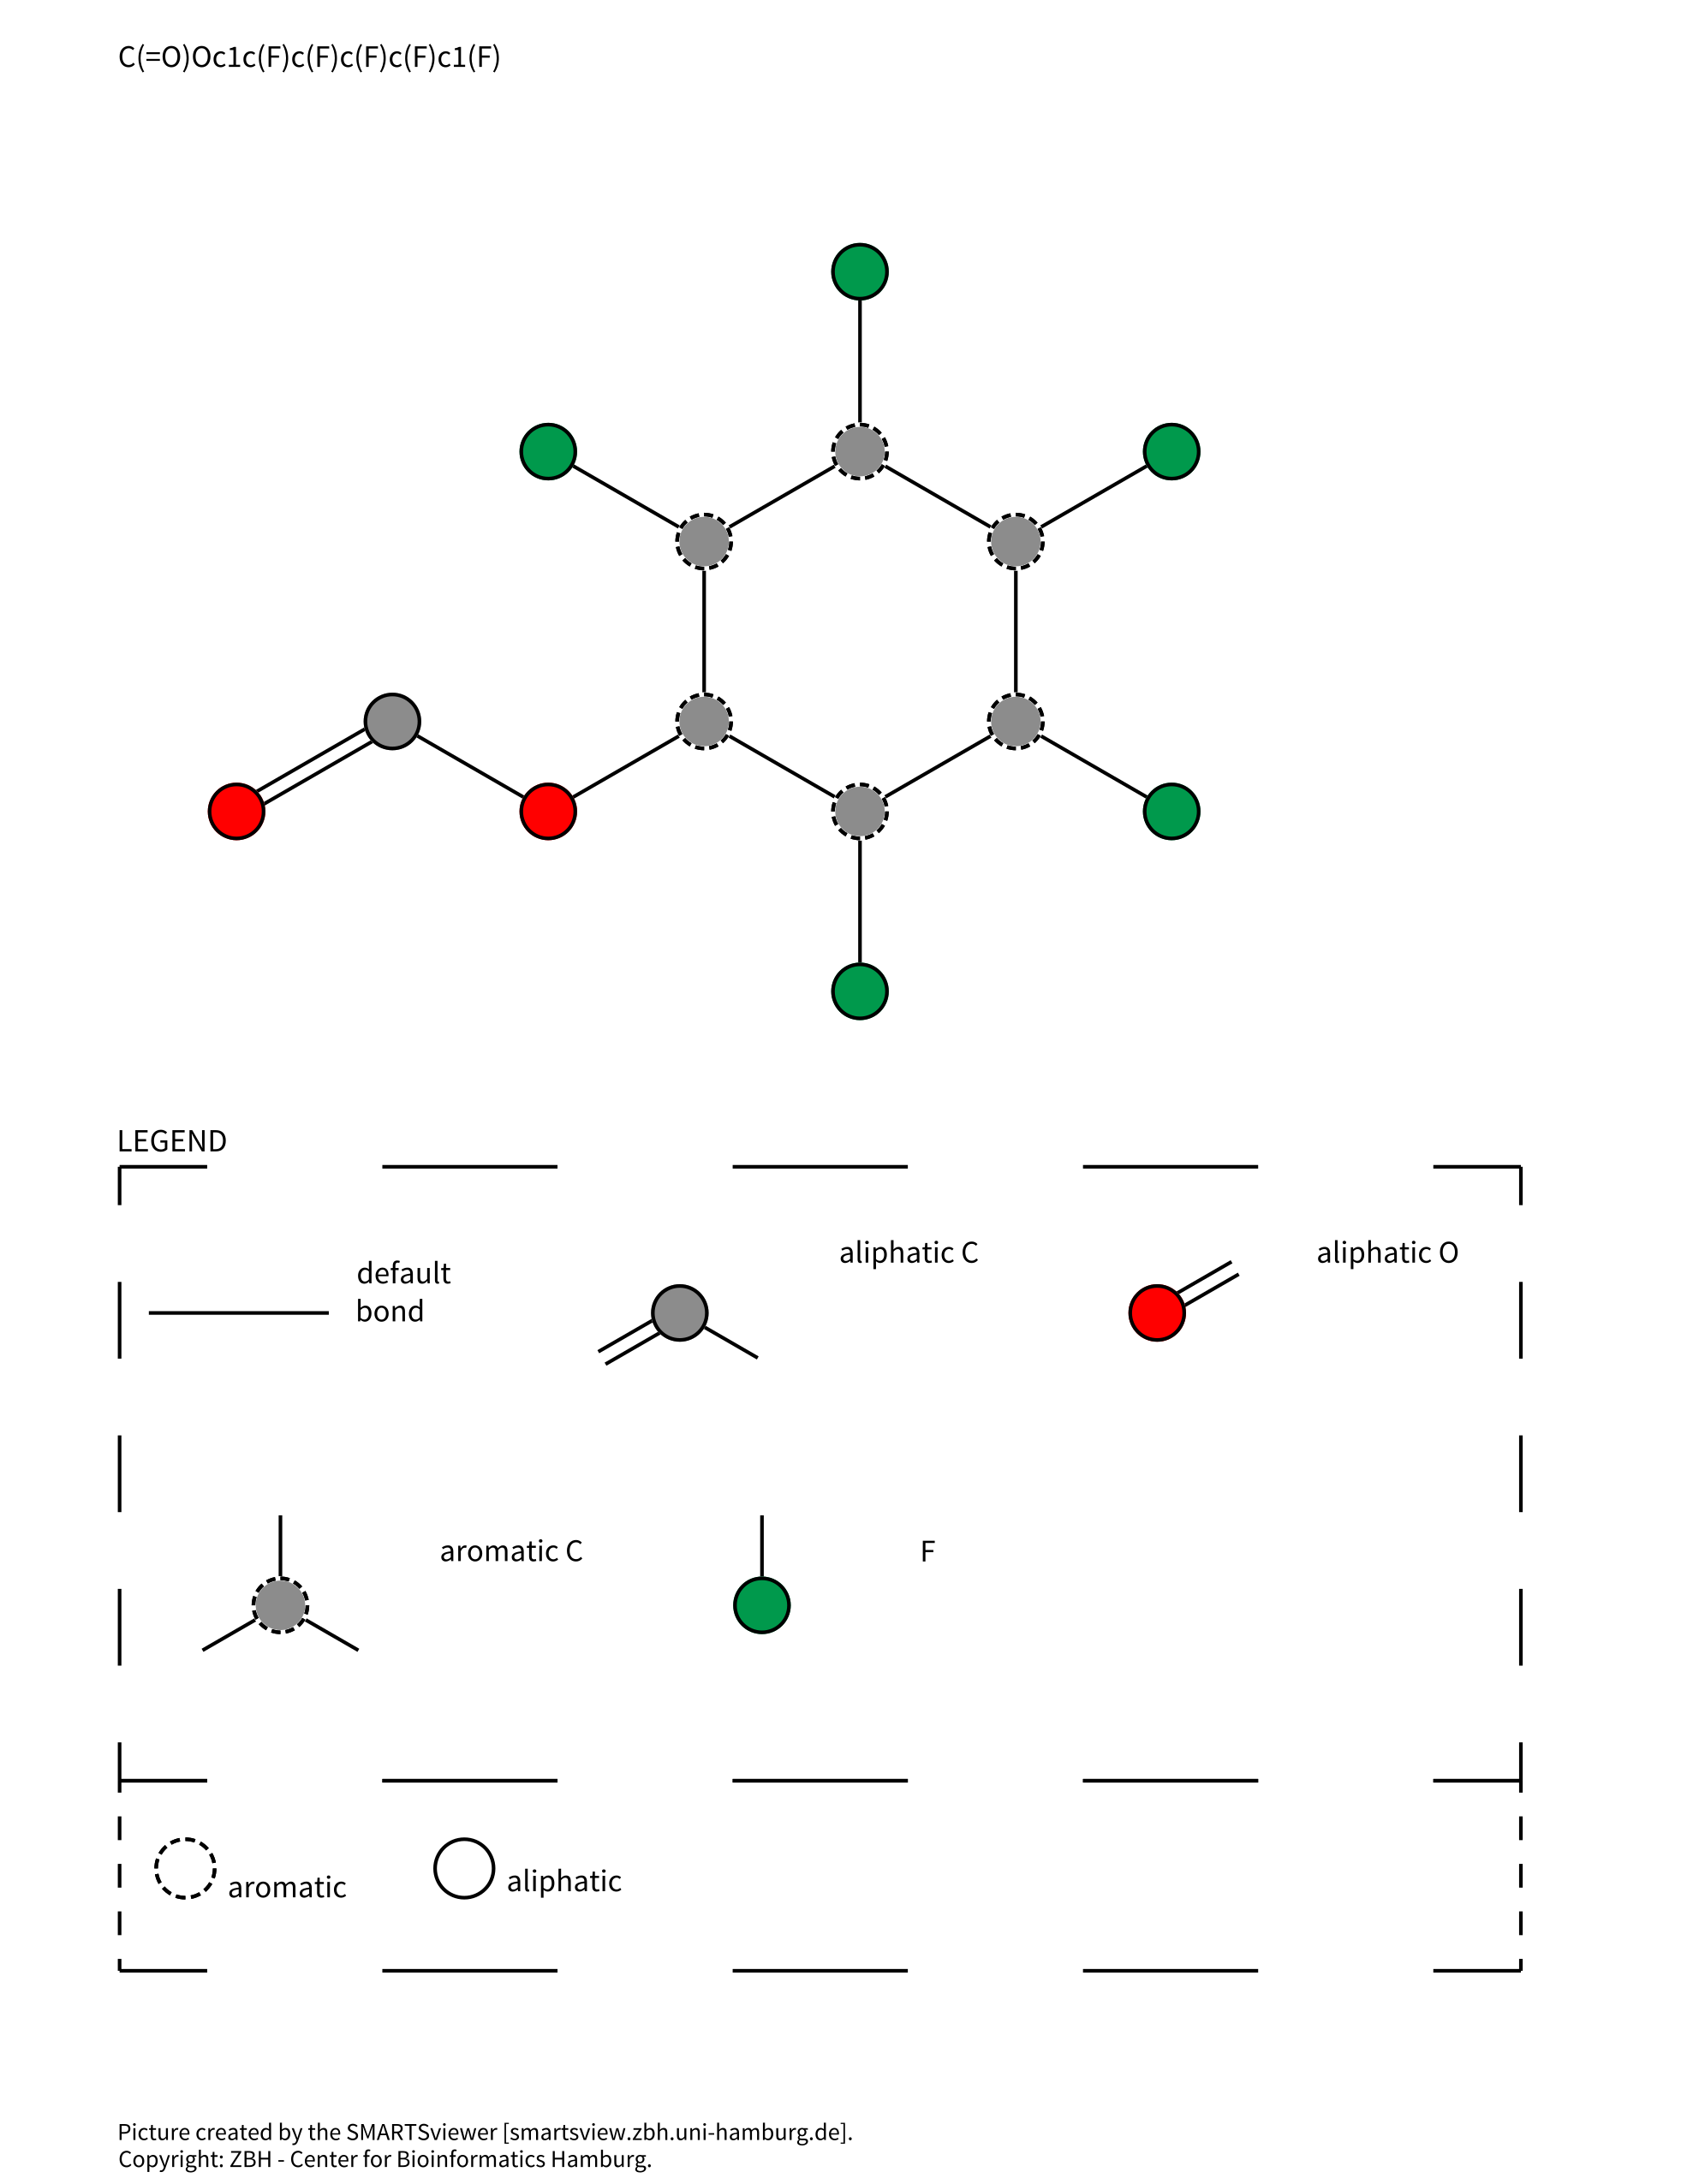 C(=O)Oc1c(F)c(F)c(F)c(F)c1(F)
LEGEND
default
bond
aliphatic C
aliphatic O
aromatic C
F
aromatic
aliphatic
Picture created by the SMARTSviewer [smartsview.zbh.uni-hamburg.de].
Copyright: ZBH - Center for Bioinformatics Hamburg.